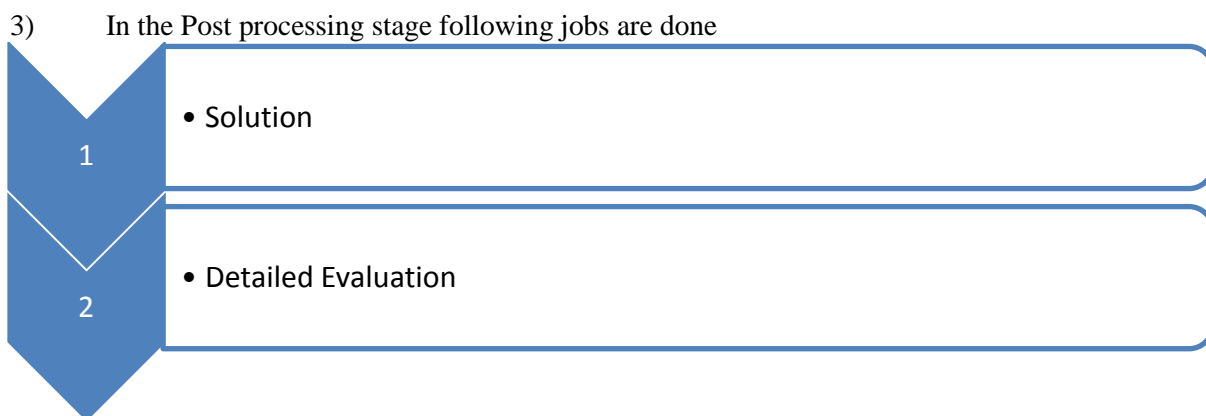 3) In the Post processing stage following jobs are done
1
• Solution
2
• Detailed Evaluation